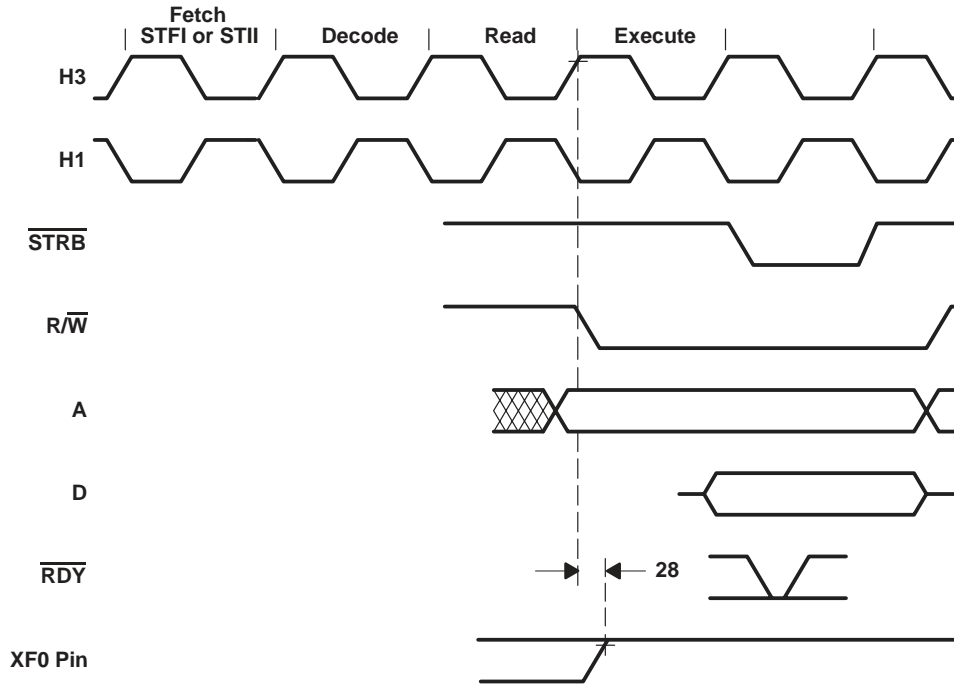 Fetch
STFI or STII
Decode
Read
Execute
H3
H1
STRB
R/W
A
D
RDY
28
XF0 Pin